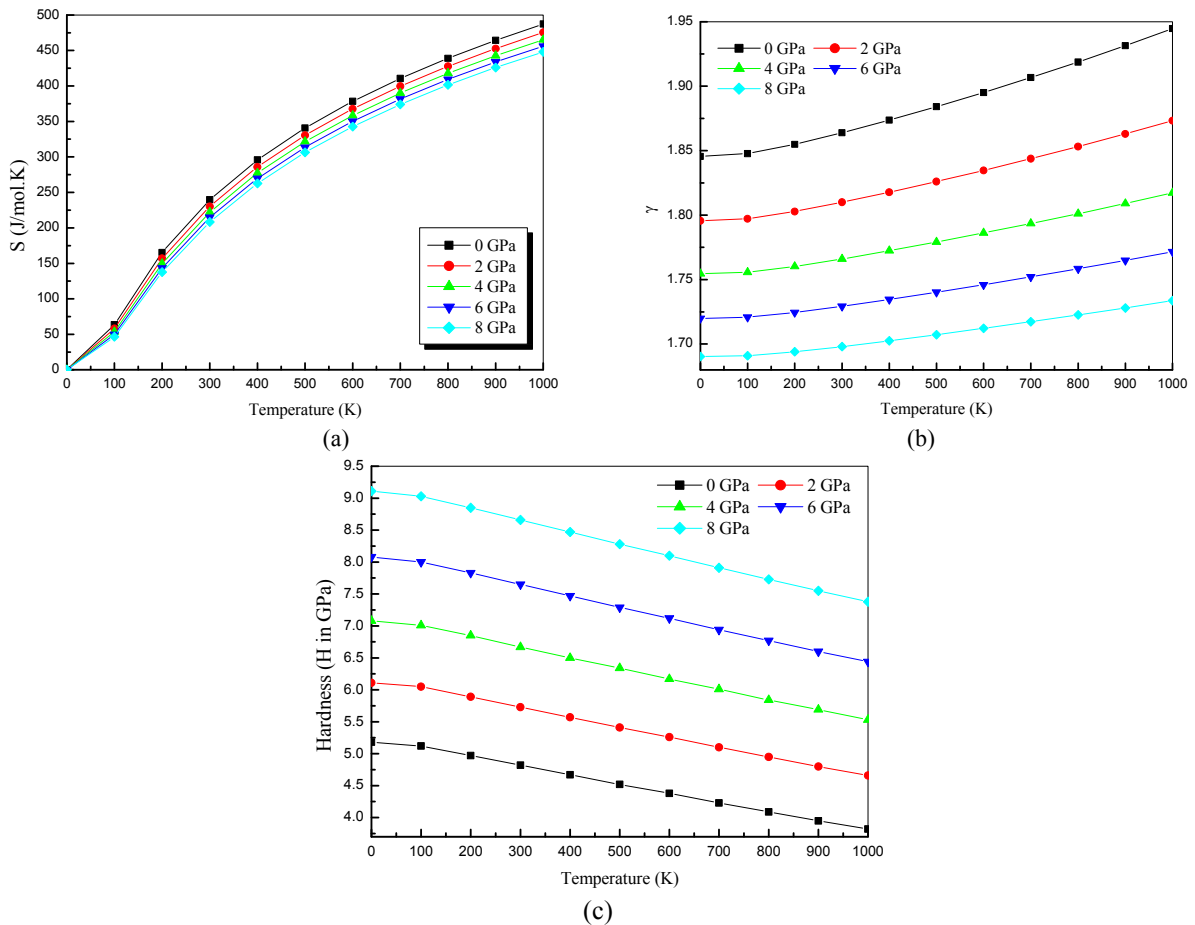 500
450
400
350
300
250
200
150
100
50
0
S (J/mol.K)
0 GPa
2 GPa
4 GPa
6 GPa
8 GPa
0 100 200 300 400 500 600 700 800 900 1000
Temperature (K)
(a)
1.95
1.90
1.85
1.80
1.75
1.70
γ
0 GPa 2 GPa
4 GPa 6 GPa
8 GPa
0 100 200 300 400 500 600 700 800 900 1000
Temperature (K)
(b)
9.5
9.0
8.5
8.0
7.5
7.0
6.5
6.0
5.5
5.0
4.5
4.0
Hardness (H in GPa)
0 GPa 2 GPa
4 GPa 6 GPa
8 GPa
0 100 200 300 400 500 600 700 800 900 1000
Temperature (K)
(c)